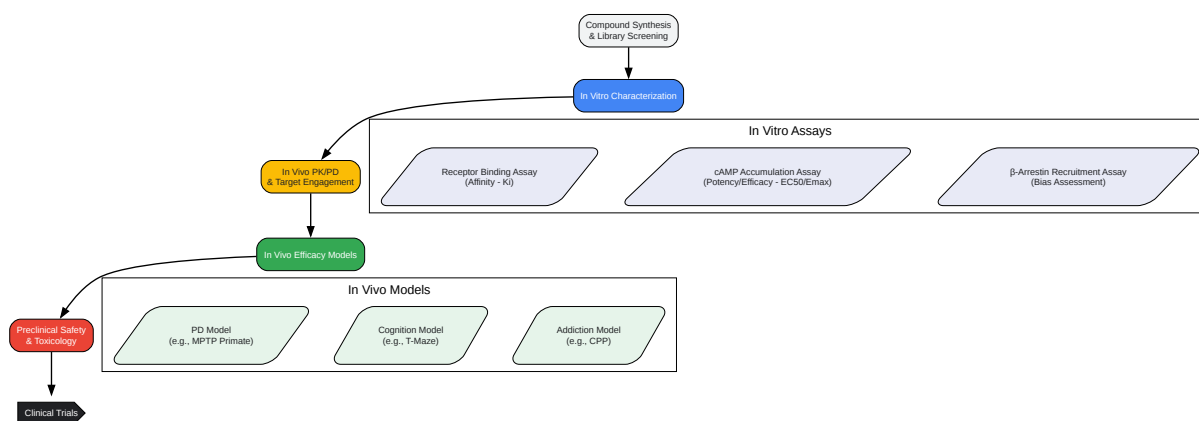 Compound Synthesis
& Library Screening
In Vitro Characterization
In Vitro Assays
In Vivo PK/PD
& Target Engagement
Receptor Binding Assay
(Affinity - Ki)
cAMP Accumulation Assay
(Potency/Efficacy - EC50/Emax)
β-Arrestin Recruitment Assay
(Bias Assessment)
In Vivo Efficacy Models
In Vivo Models
Preclinical Safety
& Toxicology
PD Model
(e.g., MPTP Primate)
Cognition Model
(e.g., T-Maze)
Addiction Model
(e.g., CPP)
Clinical Trials